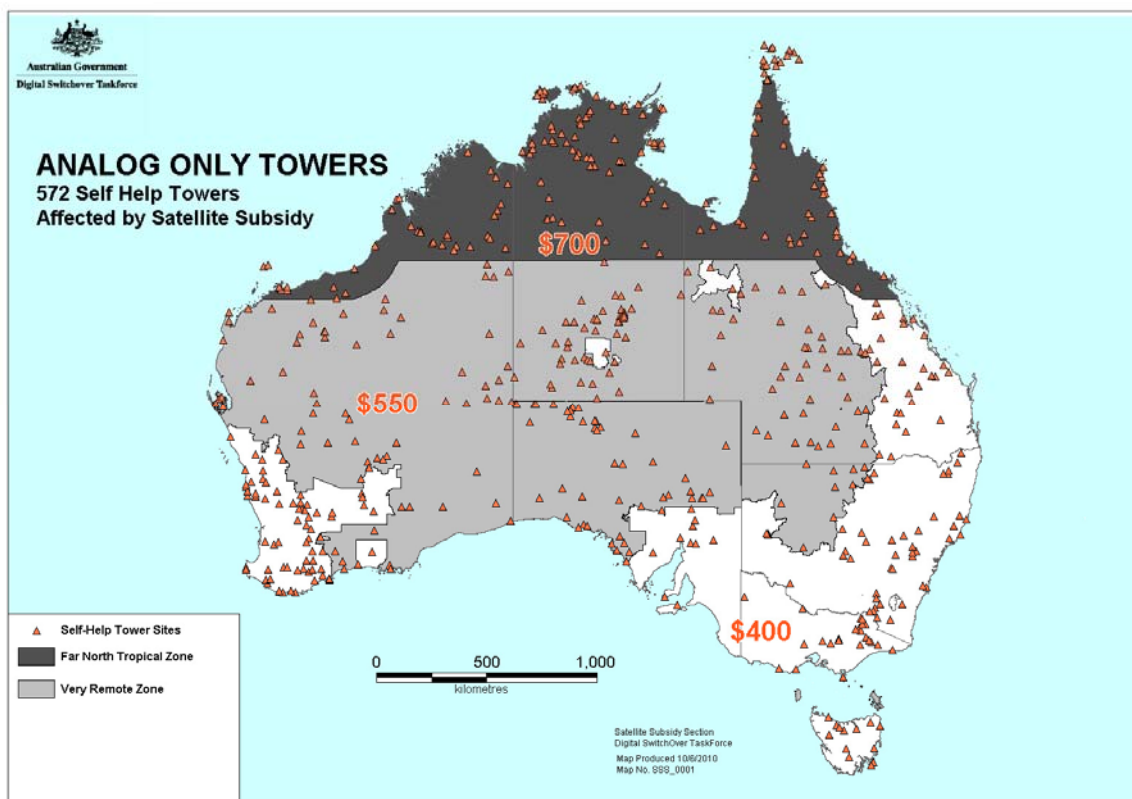 Australian Government
Digital Switchover Taskforce
ANALOG ONLY TOWERS
572 Self Help Towers
Affected by Satellite Subsidy
$700
$550
$400
Self-Help Tower Sites
Far North Tropical Zone
Very Remote Zone
0 500 1,000
kilometres
Satellite Subsidy Section
Digital SwitchOver TaskForce
Map Produced 10/6/2010
Map No. SSS_0001